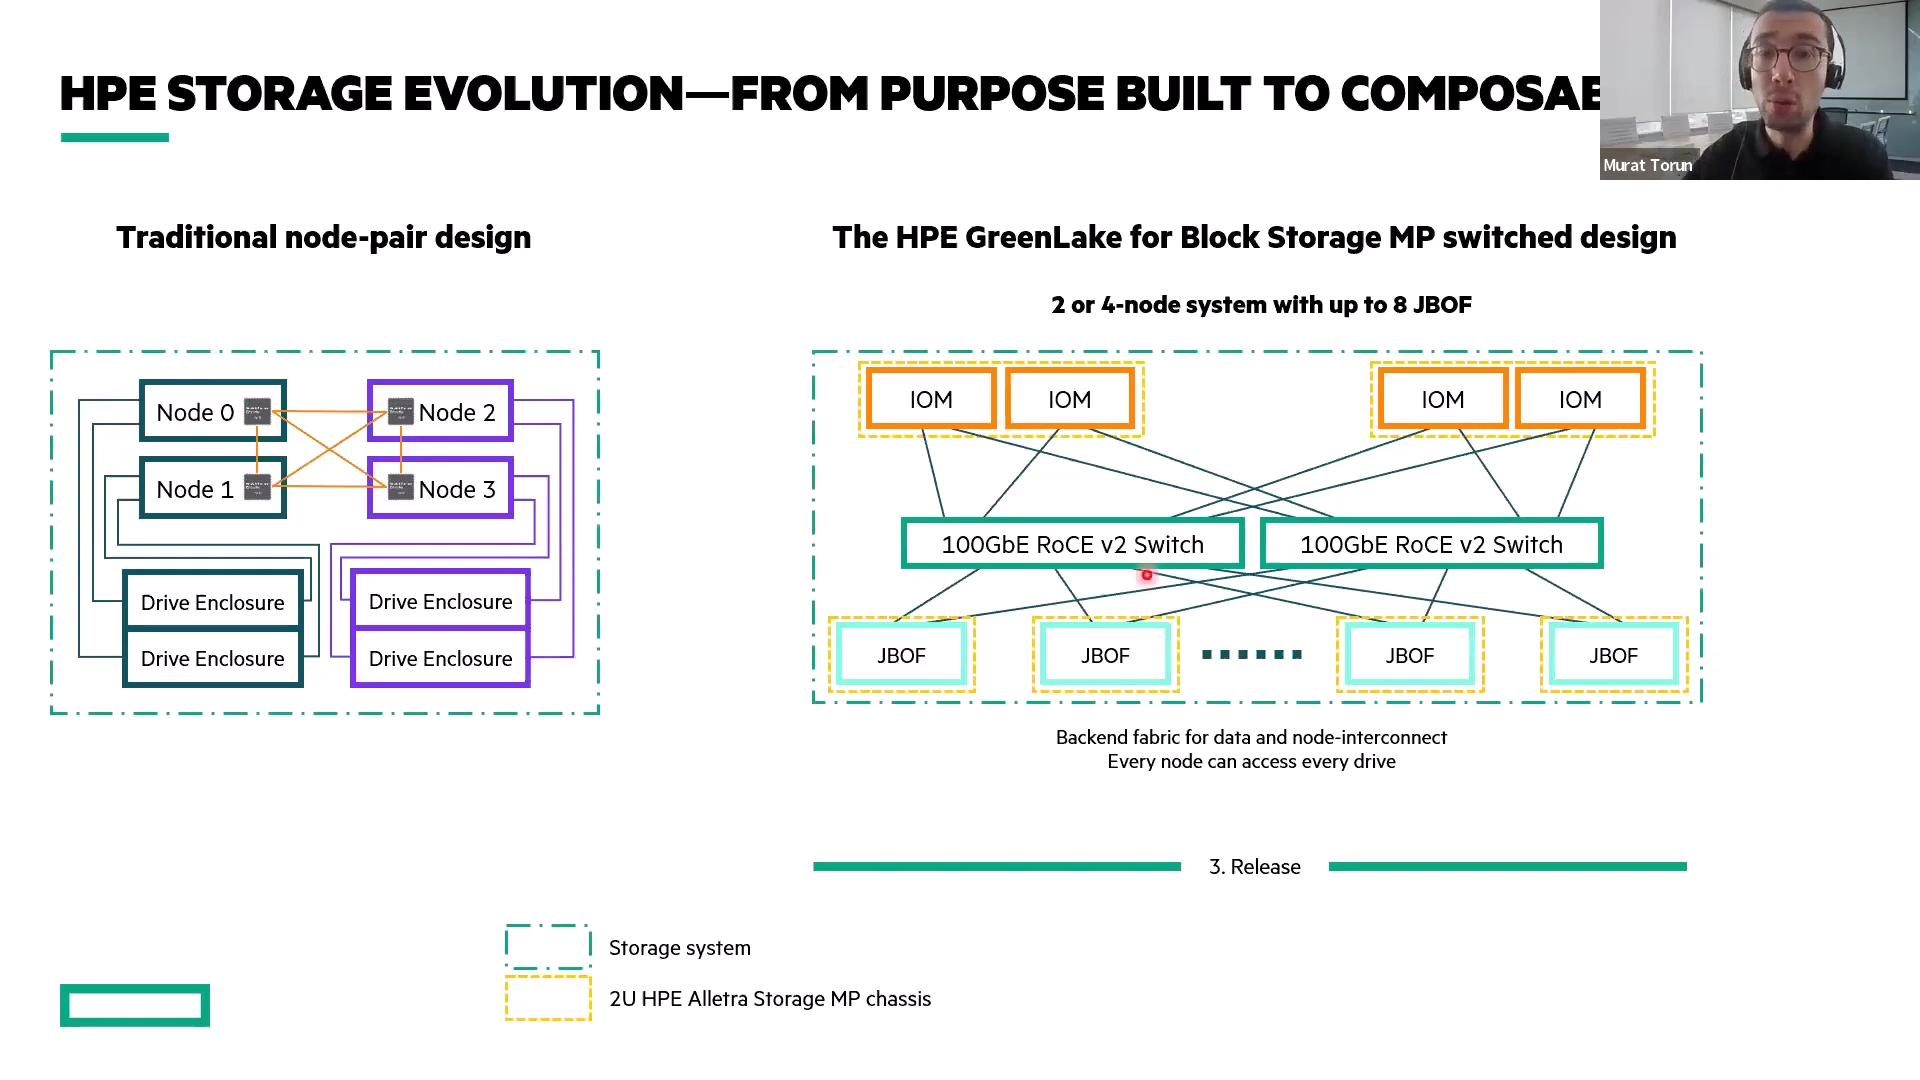 HPE STORAGE EVOLUTION—FROM PURPOSE BUILT TO COMPOSAB
Murat Torun
Traditional node-pair design
Node 0
Node 2
Node 1
Node 3
Drive Enclosure
Drive Enclosure
Drive Enclosure
Drive Enclosure
The HPE GreenLake for Block Storage MP switched design
2 or 4-node system with up to 8 JBOF
IOM
IOM
IOM
IOM
100GbE RoCE v2 Switch
100GbE RoCE v2 Switch
JBOF
JBOF
JBOF
JBOF
Backend fabric for data and node-interconnect
Every node can access every drive
3. Release
Storage system
2U HPE Alletra Storage MP chassis